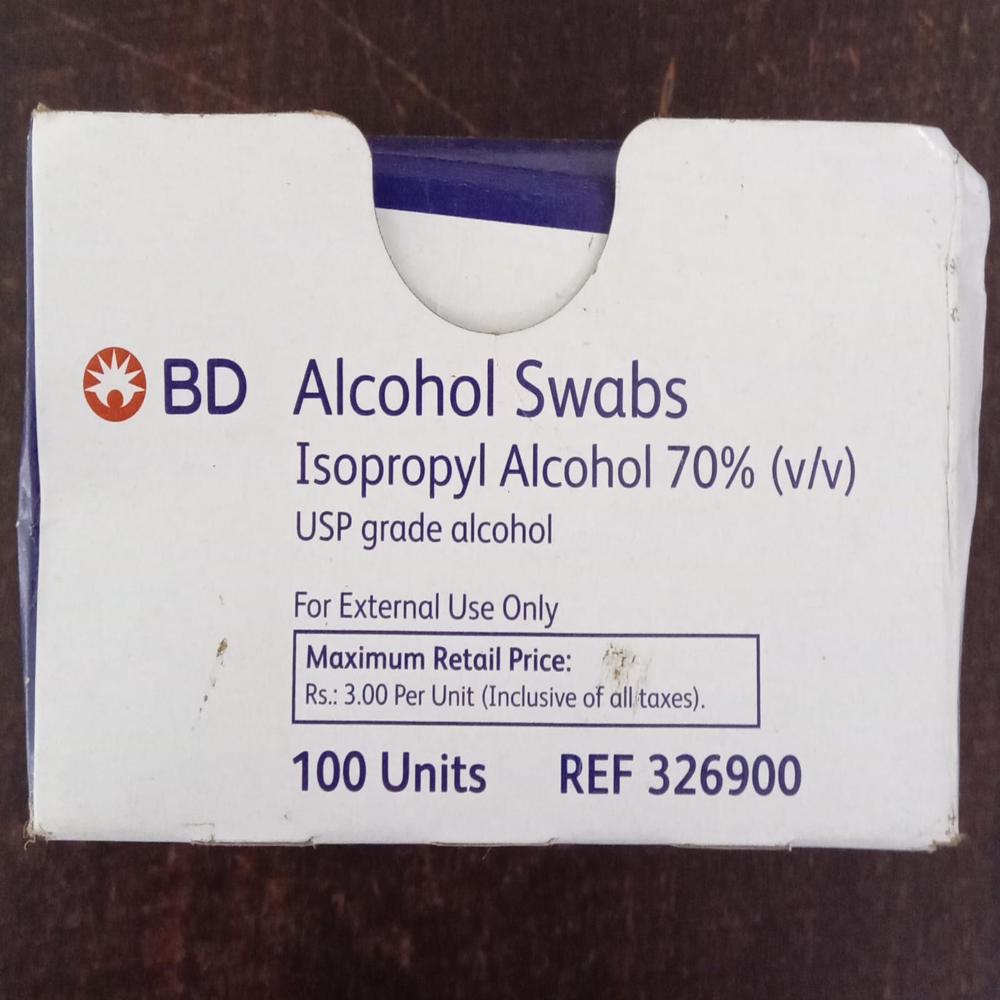 BD Alcohol Swabs
Isopropyl Alcohol 70% (v/v)
USP grade alcohol
For External Use Only
Maximum Retail Price:
Rs.: 3.00 Per Unit (Inclusive of all taxes).
100 Units REF 326900